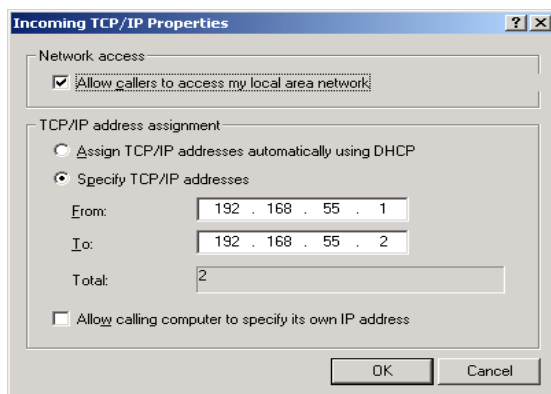 Incoming TCP/IP Properties
Network access
Allow callers to access my local area network
TCP/IP address assignment
Assign TCP/IP addresses automatically using DHCP
Specify TCP/IP addresses
From: 192 . 168 . 55 . 1
To: 192 . 168 . 55 . 2
Total: 2
Allow calling computer to specify its own IP address
OK Cancel